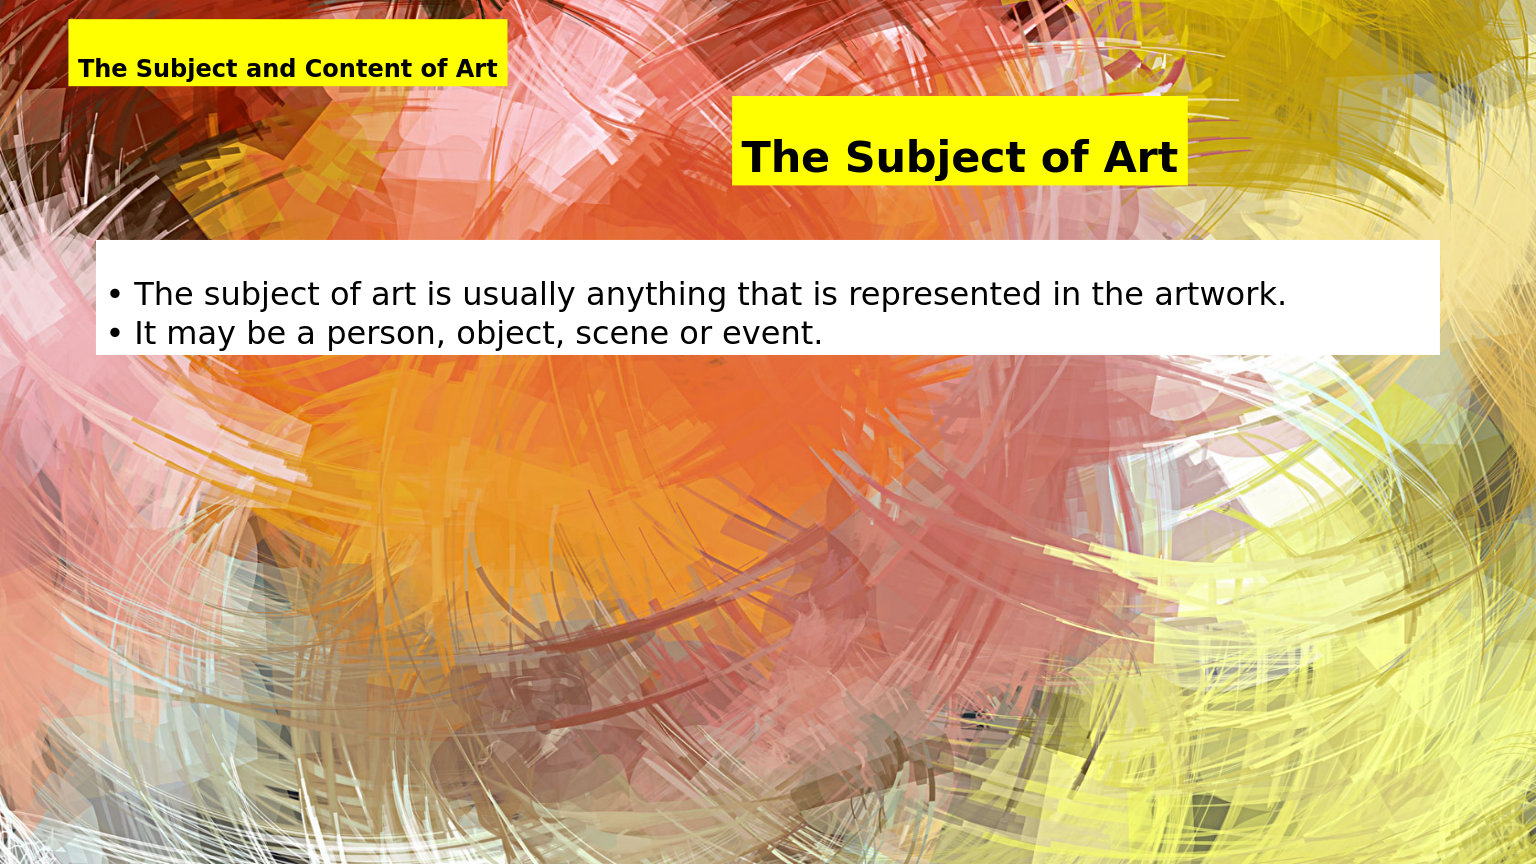 The Subject and Content of Art
The Subject of Art
• The subject of art is usually anything that is represented in the artwork.
• It may be a person, object, scene or event.